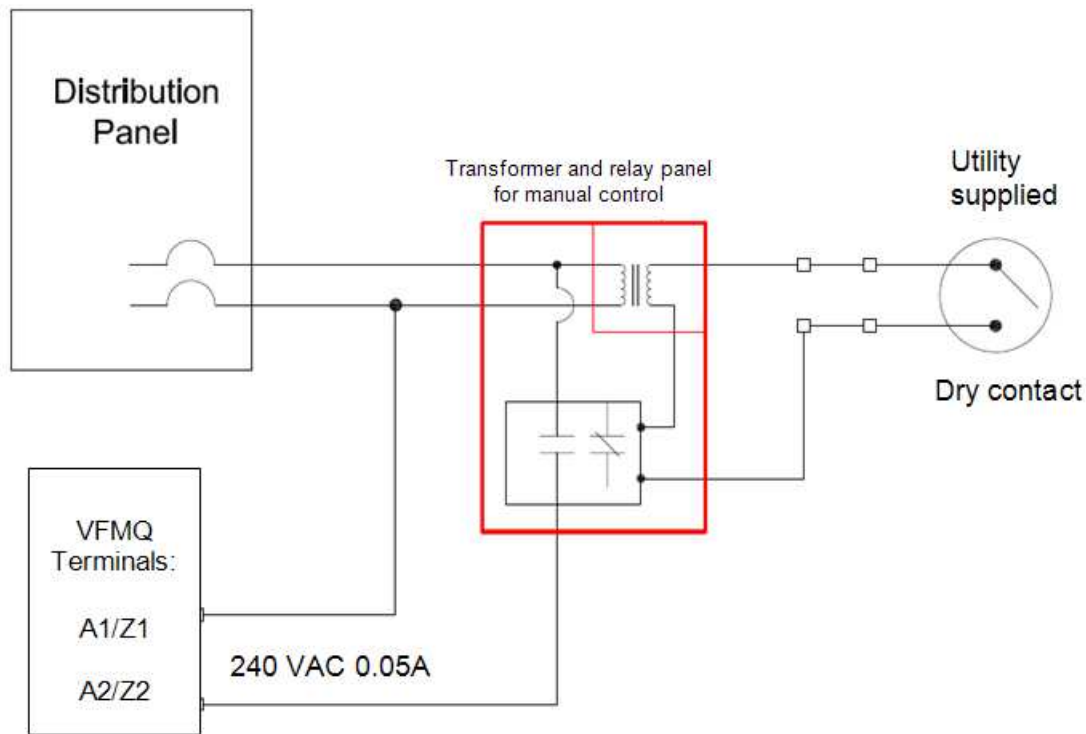 Distribution
Panel
Transformer and relay panel
for manual control
Utility
supplied
Dry contact
VFMQ
Terminals:
A1/Z1
240 VAC 0.05A
A2/Z2